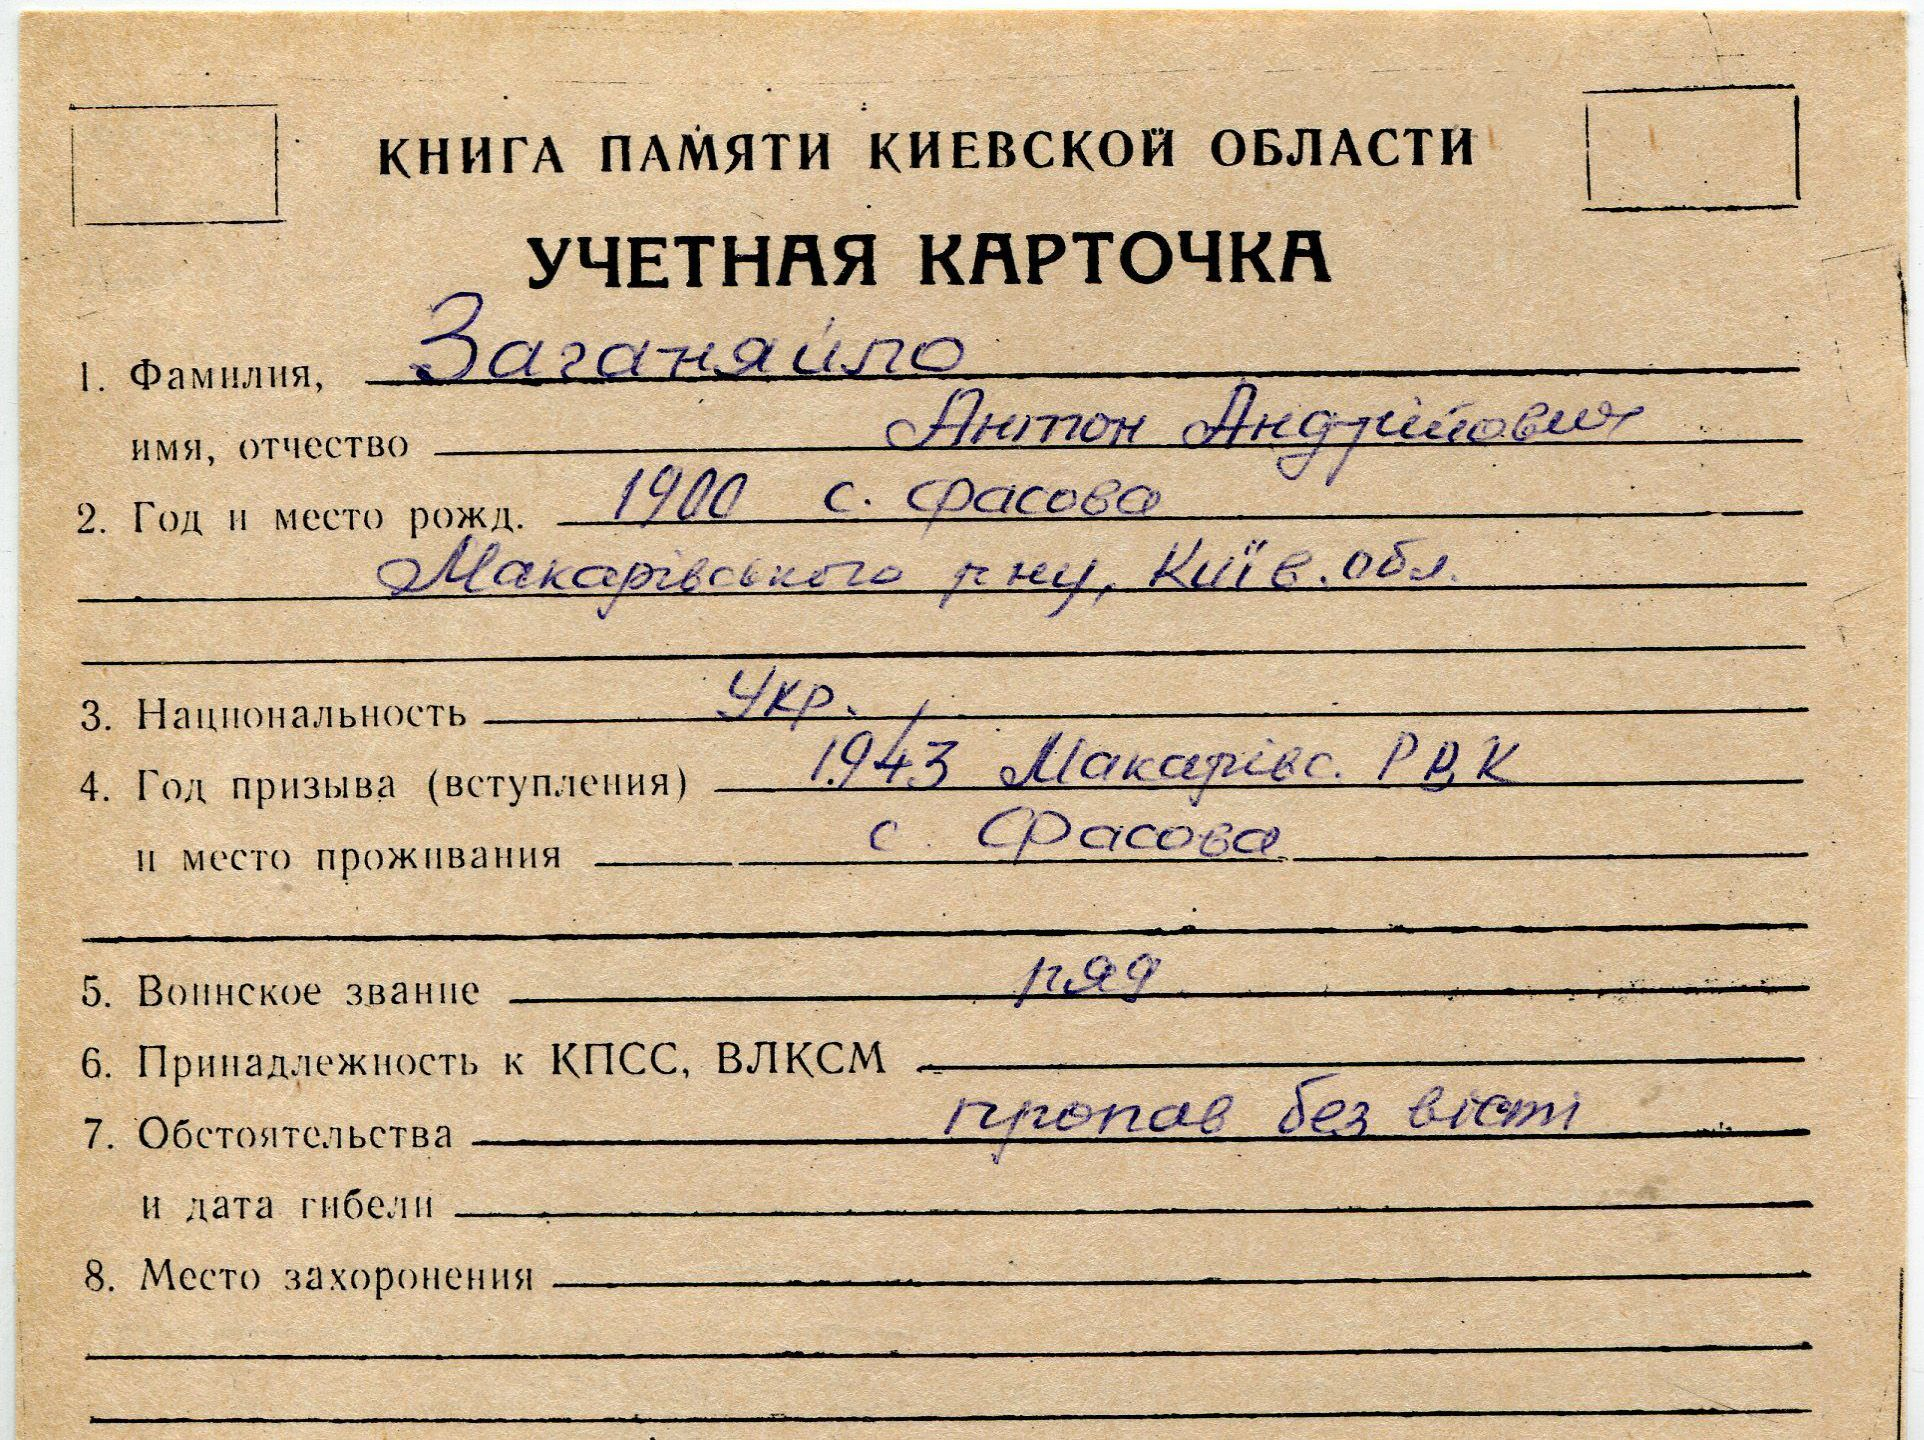 КНИГА ПАМЯТИ КИЕВСКОЙ ОБЛАСТИ
УЧЕТНАЯ КАРТОЧКА
1. Фамилия, Заганяйло
имя, отчество Антон Андрійович
2. Год и место рожд. 1900 с. Фасова
Макарівського р ну, Київ. обл.
3. Национальность Укр.
4. Год призыва (вступления) 1943 Макарівс. РВК
и место проживания с. Фасова
5. Воинское звание ряд
6. Принадлежность к КПСС, ВЛКСМ
7. Обстоятельства пропав без вісті
и дата гибели
8. Место захоронения